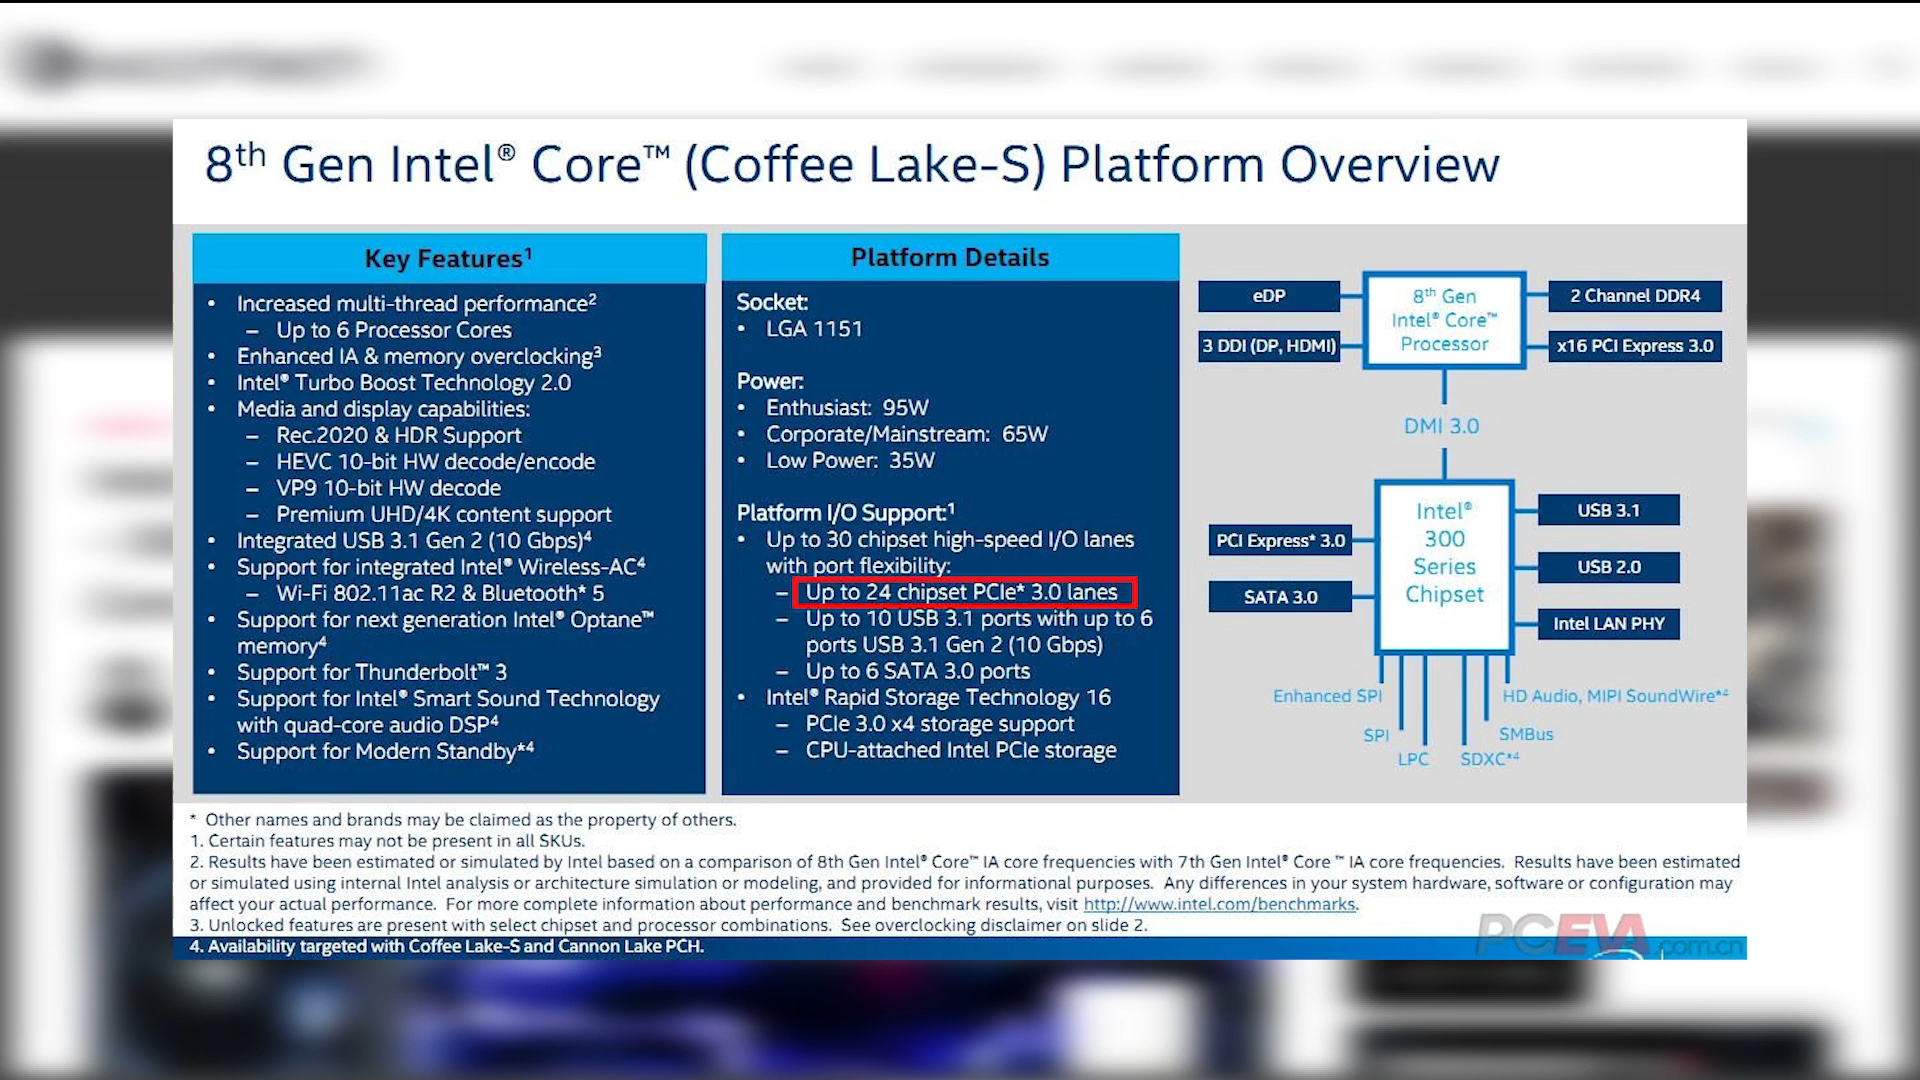 8th Gen Intel® Core™ (Coffee Lake-S) Platform Overview
Key Features¹
• Increased multi-thread performance²
– Up to 6 Processor Cores
• Enhanced IA & memory overclocking³
• Intel® Turbo Boost Technology 2.0
• Media and display capabilities:
– Rec.2020 & HDR Support
– HEVC 10-bit HW decode/encode
– VP9 10-bit HW decode
– Premium UHD/4K content support
• Integrated USB 3.1 Gen 2 (10 Gbps)⁴
• Support for integrated Intel® Wireless-AC⁴
– Wi-Fi 802.11ac R2 & Bluetooth* 5
• Support for next generation Intel® Optane™
memory⁴
• Support for Thunderbolt™ 3
• Support for Intel® Smart Sound Technology
with quad-core audio DSP⁴
• Support for Modern Standby*⁴
Platform Details
Socket:
• LGA 1151
Power:
• Enthusiast: 95W
• Corporate/Mainstream: 65W
• Low Power: 35W
Platform I/O Support:¹
• Up to 30 chipset high-speed I/O lanes
with port flexibility:
– Up to 24 chipset PCIe* 3.0 lanes
– Up to 10 USB 3.1 ports with up to 6
ports USB 3.1 Gen 2 (10 Gbps)
– Up to 6 SATA 3.0 ports
• Intel® Rapid Storage Technology 16
– PCIe 3.0 x4 storage support
– CPU-attached Intel PCIe storage
eDP
3 DDI (DP, HDMI)
8th Gen
Intel® Core™
Processor
2 Channel DDR4
x16 PCI Express 3.0
DMI 3.0
PCI Express* 3.0
SATA 3.0
Intel®
300
Series
Chipset
USB 3.1
USB 2.0
Intel LAN PHY
Enhanced SPI
HD Audio, MIPI SoundWire*⁴
SPI
SMBus
LPC
SDXC*⁴
* Other names and brands may be claimed as the property of others.
1. Certain features may not be present in all SKUs.
2. Results have been estimated or simulated by Intel based on a comparison of 8th Gen Intel® Core™ IA core frequencies with 7th Gen Intel® Core ™ IA core frequencies. Results have been estimated
or simulated using internal Intel analysis or architecture simulation or modeling, and provided for informational purposes. Any differences in your system hardware, software or configuration may
affect your actual performance. For more complete information about performance and benchmark results, visit http://www.intel.com/benchmarks.
3. Unlocked features are present with select chipset and processor combinations. See overclocking disclaimer on slide 2.
4. Availability targeted with Coffee Lake-S and Cannon Lake PCH.
PCEVA.com.cn